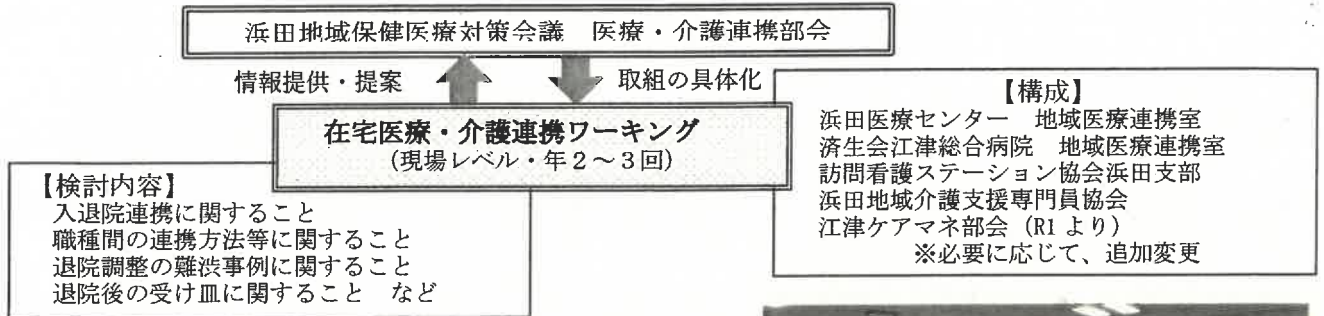 浜田地域保健医療対策会議 医療・介護連携部会
情報提供・提案
取組の具体化
在宅医療・介護連携ワーキング
(現場レベル・年2~3回)
【検討内容】
入退院連携に関すること
職種間の連携方法等に関すること
退院調整の難渋事例に関すること
退院後の受け皿に関すること など
【構成】
浜田医療センター 地域医療連携室
済生会江津総合病院 地域医療連携室
訪問看護ステーション協会浜田支部
浜田地域介護支援専門員協会
江津ケアマネ部会(R1より)
※必要に応じて、追加変更